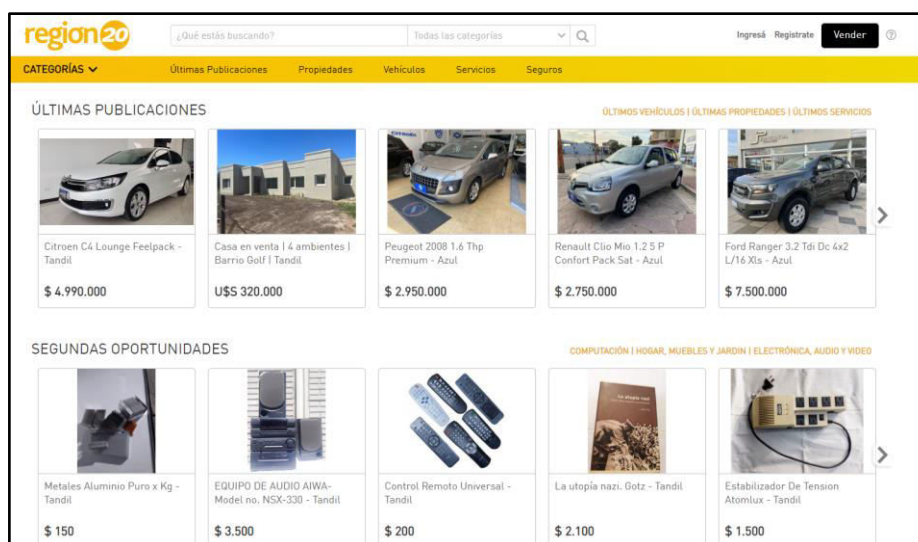 region20
¿Qué estás buscando?
Todas las categorías
Ingresá Registrate Vender
CATEGORÍAS
Últimas Publicaciones Propiedades Vehículos Servicios Seguros
ÚLTIMAS PUBLICACIONES
ÚLTIMOS VEHÍCULOS | ÚLTIMAS PROPIEDADES | ÚLTIMOS SERVICIOS
Citroen C4 Lounge Feelpack -
Tandil
$ 4.990.000
Casa en venta | 4 ambientes |
Barrio Golf | Tandil
U$S 320.000
Peugeot 2008 1.6 Thp
Premium - Azul
$ 2.950.000
Renault Clio Mio 1.2 5 P
Confort Pack Sat - Azul
$ 2.750.000
Ford Ranger 3.2 Tdi Dc 4x2
L/16 Xls - Azul
$ 7.500.000
SEGUNDAS OPORTUNIDADES
COMPUTACIÓN | HOGAR, MUEBLES Y JARDIN | ELECTRÓNICA, AUDIO Y VIDEO
Metales Aluminio Puro x Kg -
Tandil
$ 150
EQUIPO DE AUDIO AIWA-
Model no. NSX-330 - Tandil
$ 3.500
Control Remoto Universal -
Tandil
$ 200
La utopía nazi
La utopía nazi. Gotz - Tandil
$ 2.100
Estabilizador De Tension
Atomlux - Tandil
$ 1.500